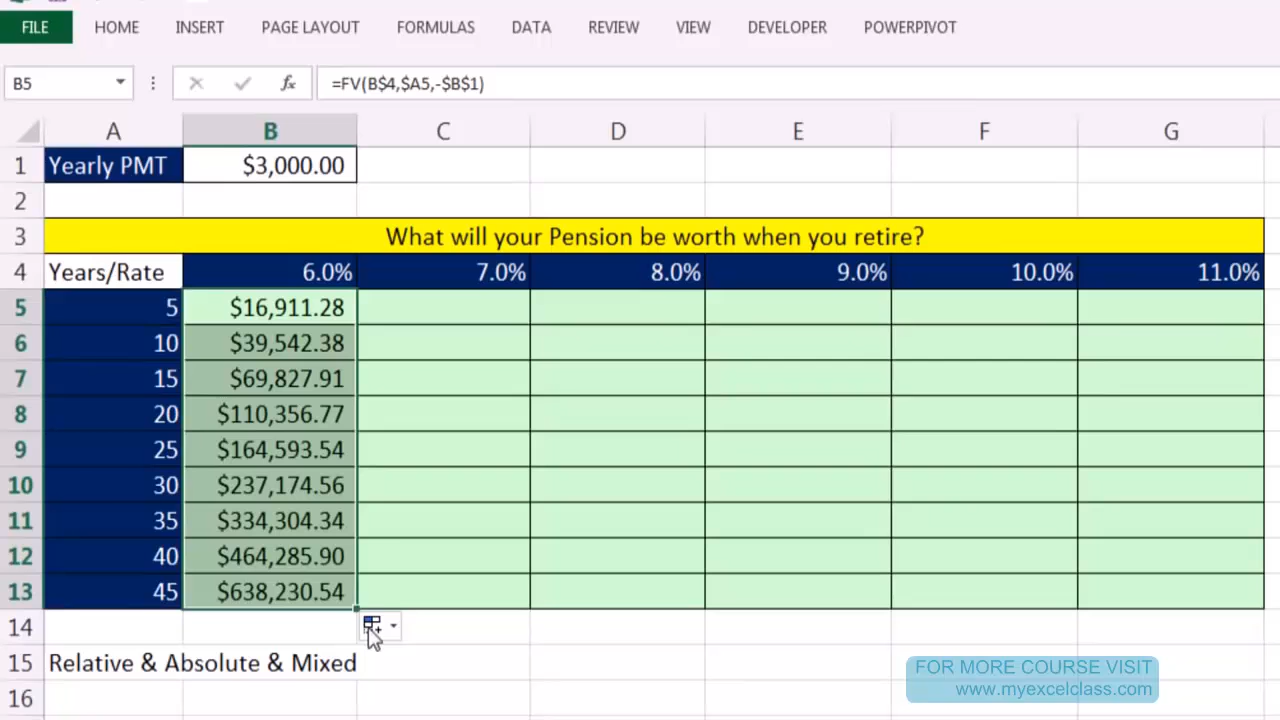 FILE HOME INSERT PAGE LAYOUT FORMULAS DATA REVIEW VIEW DEVELOPER POWERPIVOT
B5 fx =FV(B$4,$A5,-$B$1)
A B C D E F G
1 Yearly PMT $3,000.00
2
3 What will your Pension be worth when you retire?
4 Years/Rate 6.0% 7.0% 8.0% 9.0% 10.0% 11.0%
5 5 $16,911.28
6 10 $39,542.38
7 15 $69,827.91
8 20 $110,356.77
9 25 $164,593.54
10 30 $237,174.56
11 35 $334,304.34
12 40 $464,285.90
13 45 $638,230.54
14
15 Relative & Absolute & Mixed
16
FOR MORE COURSE VISIT
www.myexcelclass.com